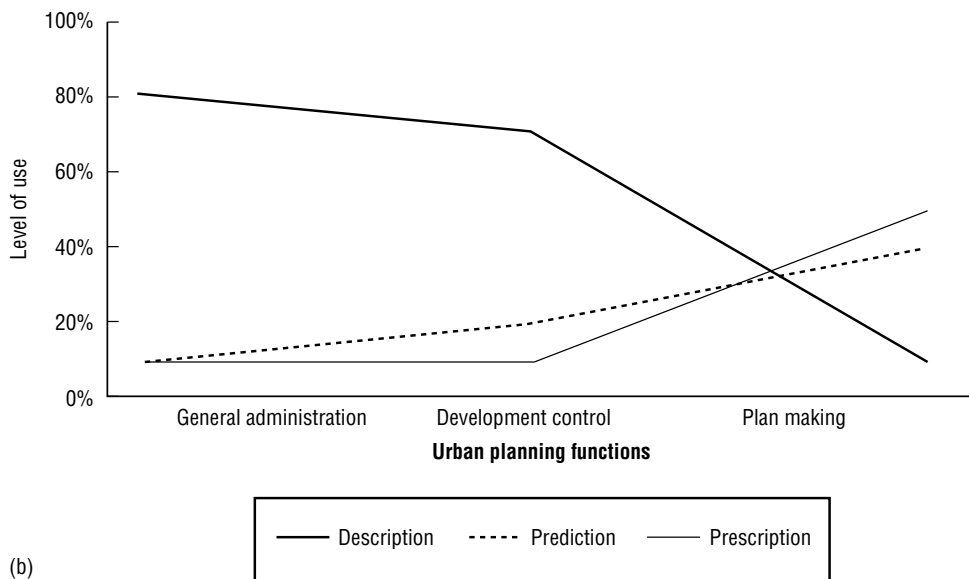 100%
80%
60%
40%
20%
0%
Level of use
General administration Development control Plan making
Urban planning functions
Description Prediction Prescription
(b)